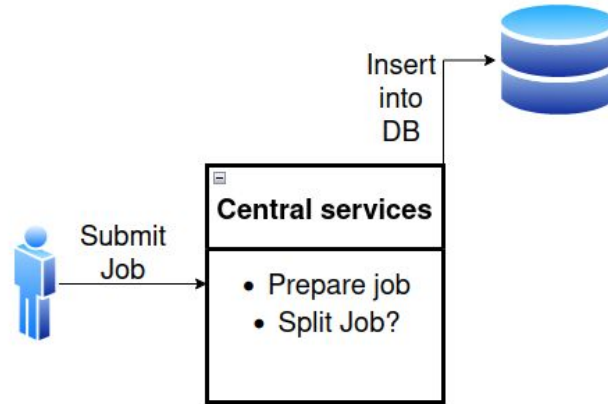 Insert
into
DB
Central services
Submit
Job
• Prepare job
• Split Job?